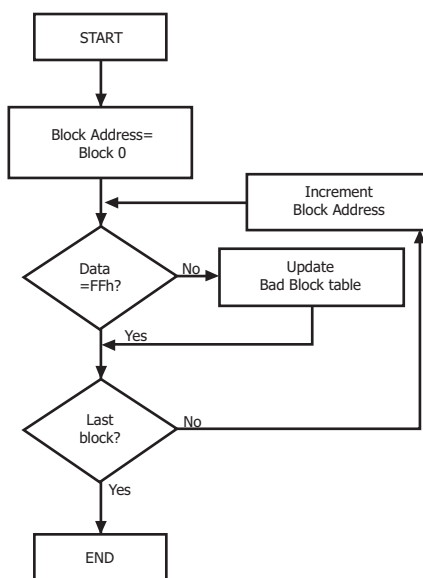 START
Block Address=
Block 0
Increment
Block Address
Data
=FFh?
No
Update
Bad Block table
Yes
Last
block?
No
Yes
END